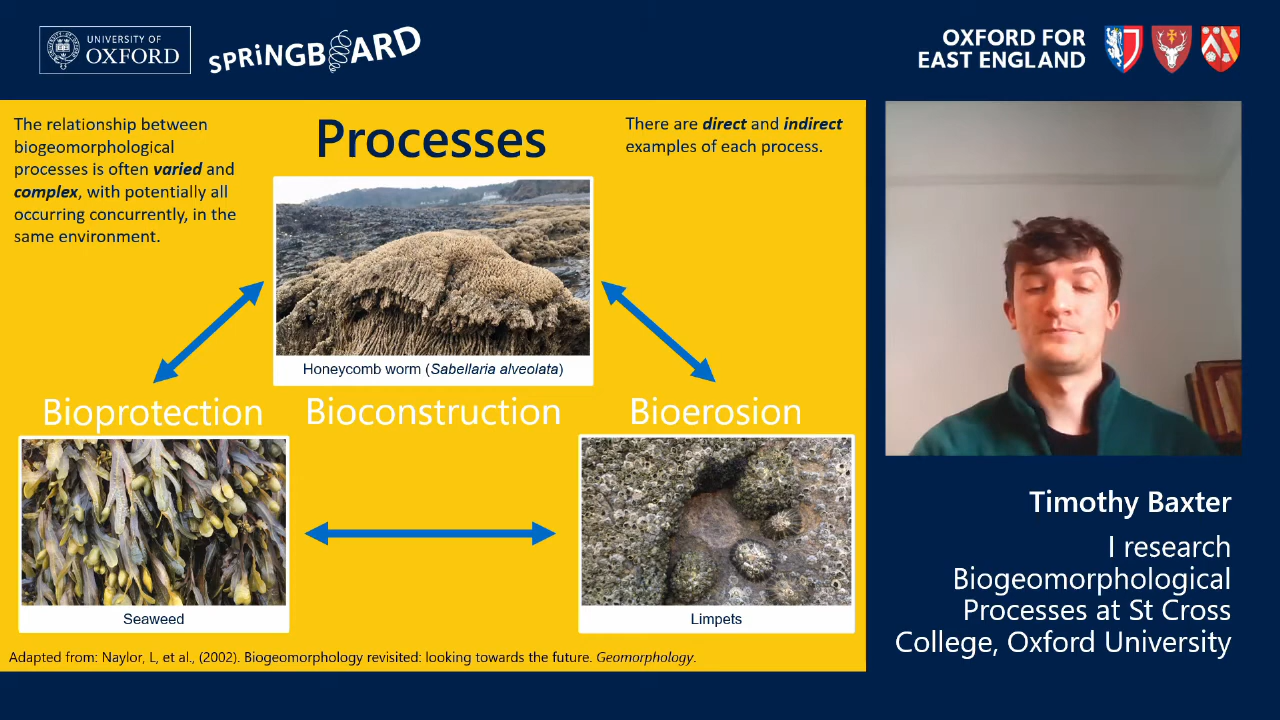 UNIVERSITY OF
OXFORD
SPRiNGBOARD
OXFORD FOR
EAST ENGLAND
The relationship between
biogeomorphological
processes is often varied and
complex, with potentially all
occurring concurrently, in the
same environment.
Processes
There are direct and indirect
examples of each process.
Honeycomb worm (Sabellaria alveolata)
Bioprotection
Bioconstruction
Bioerosion
Seaweed
Limpets
Adapted from: Naylor, L, et al., (2002). Biogeomorphology revisited: looking towards the future. Geomorphology.
Timothy Baxter
I research
Biogeomorphological
Processes at St Cross
College, Oxford University